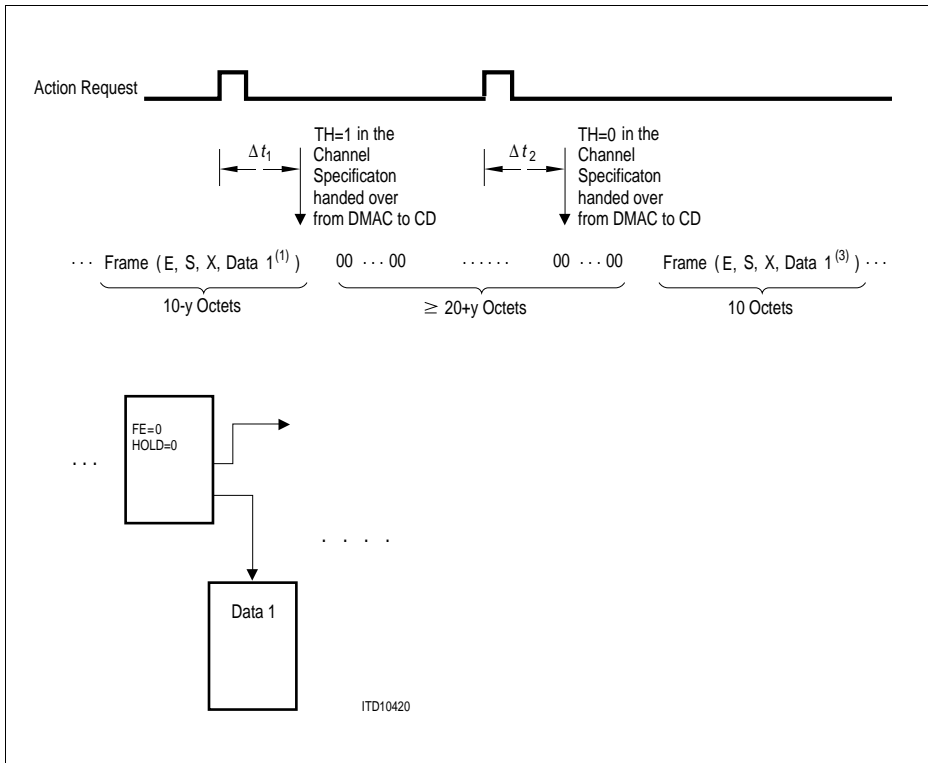 Action Request
Δt₁
TH=1 in the
Channel
Specificaton
handed over
from DMAC to CD
Δt₂
TH=0 in the
Channel
Specificaton
handed over
from DMAC to CD
··· Frame ( E, S, X, Data 1⁽¹⁾ ) 00 ··· 00 ······ 00 ··· 00 Frame ( E, S, X, Data 1⁽³⁾ ) ···
10-y Octets ≥ 20+y Octets 10 Octets
FE=0
HOLD=0
···
· · · ·
Data 1
ITD10420